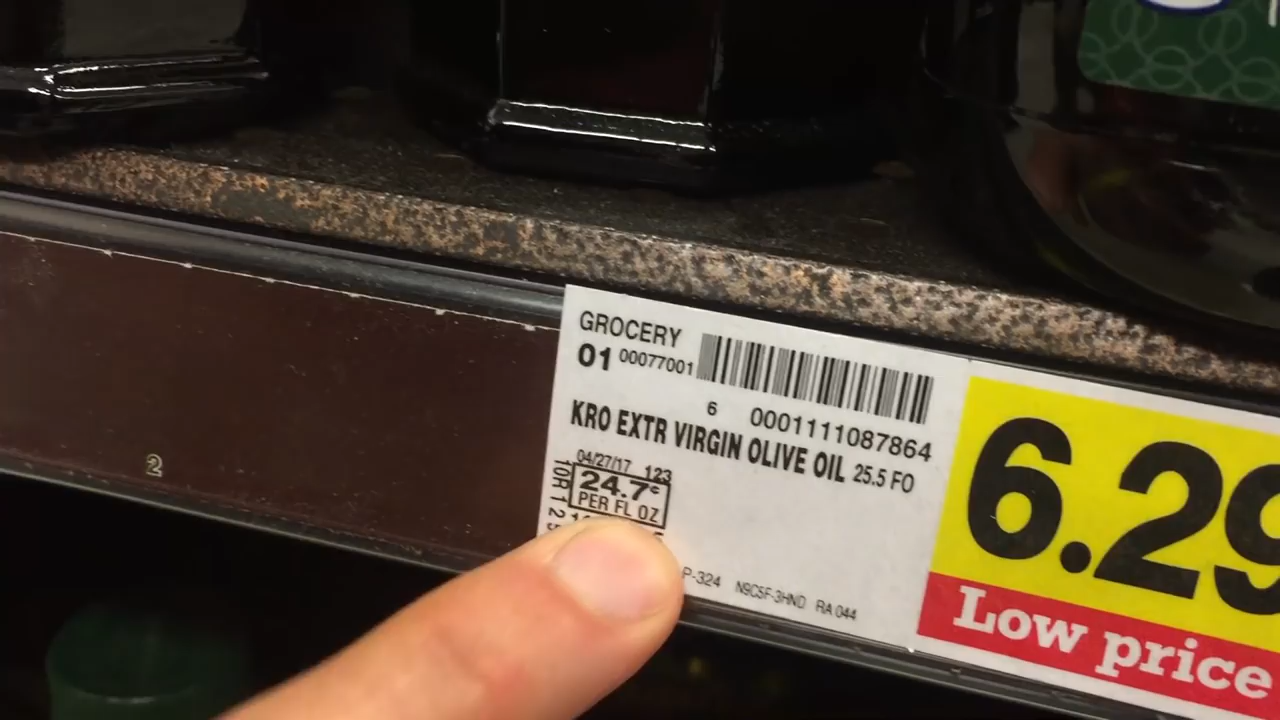 GROCERY
01 00077001
6 0001111087864
KRO EXTR VIRGIN OLIVE OIL 25.5 FO
04/27/17 123
24.7¢
PER FL OZ
P-324 N9C5F-3HND RA 044
6.29
Low price
2